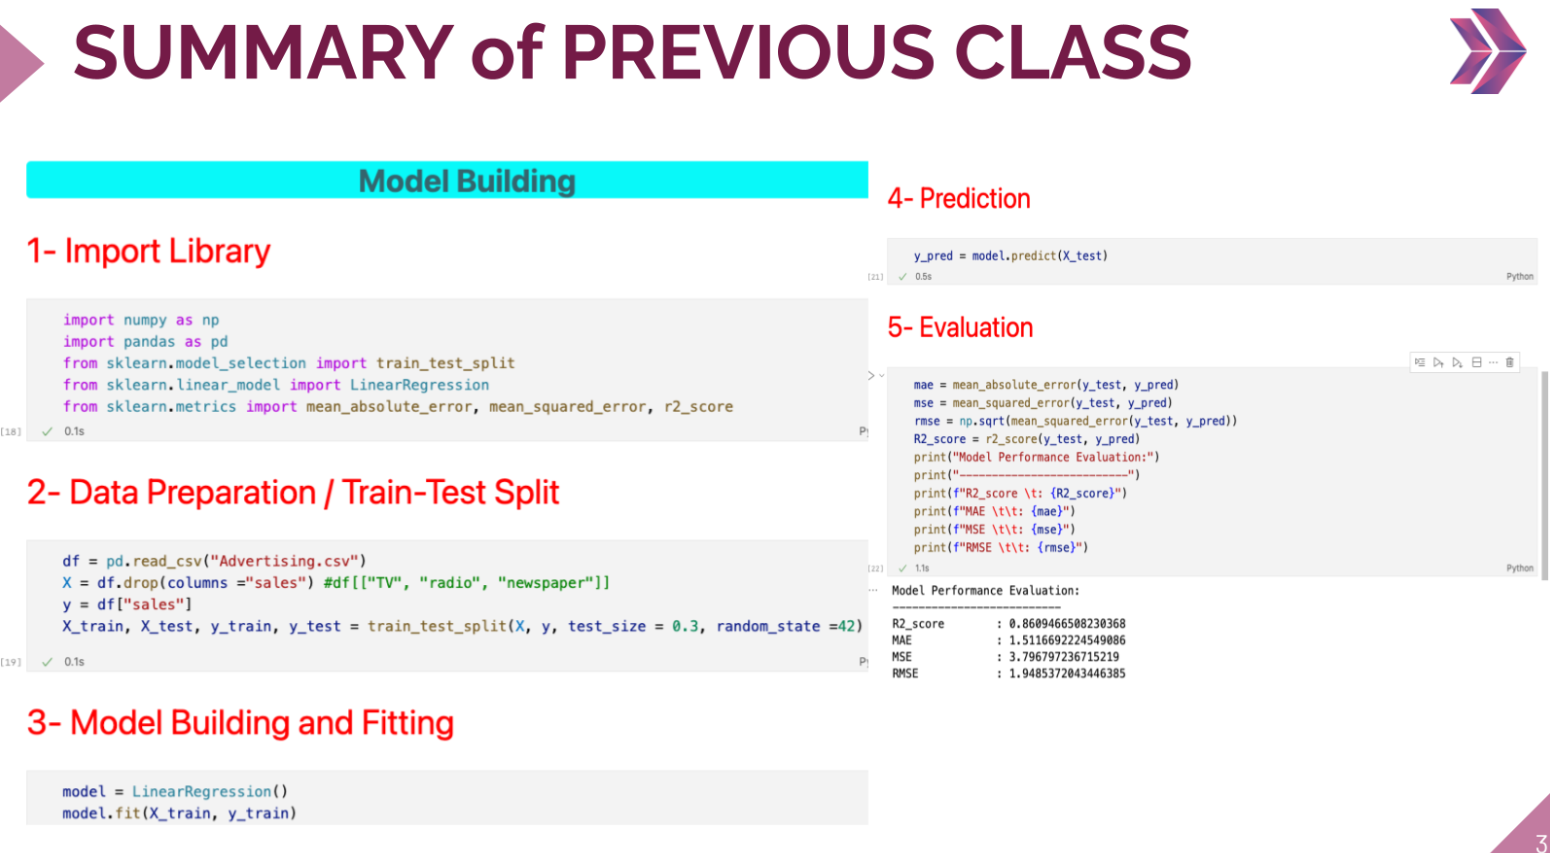 SUMMARY of PREVIOUS CLASS
Model Building
1- Import Library
import numpy as np
import pandas as pd
from sklearn.model_selection import train_test_split
from sklearn.linear_model import LinearRegression
from sklearn.metrics import mean_absolute_error, mean_squared_error, r2_score
[18] ✓ 0.1s
2- Data Preparation / Train-Test Split
df = pd.read_csv("Advertising.csv")
X = df.drop(columns ="sales") #df[["TV", "radio", "newspaper"]]
y = df["sales"]
X_train, X_test, y_train, y_test = train_test_split(X, y, test_size = 0.3, random_state =42)
[19] ✓ 0.1s
3- Model Building and Fitting
model = LinearRegression()
model.fit(X_train, y_train)
4- Prediction
y_pred = model.predict(X_test)
[21] ✓ 0.5s Python
5- Evaluation
mae = mean_absolute_error(y_test, y_pred)
mse = mean_squared_error(y_test, y_pred)
rmse = np.sqrt(mean_squared_error(y_test, y_pred))
R2_score = r2_score(y_test, y_pred)
print("Model Performance Evaluation:")
print("--------------------------")
print(f"R2_score \t: {R2_score}")
print(f"MAE \t\t: {mae}")
print(f"MSE \t\t: {mse}")
print(f"RMSE \t\t: {rmse}")
[22] ✓ 1.1s Python
Model Performance Evaluation:
--------------------------
R2_score : 0.8609466508230368
MAE : 1.5116692224549086
MSE : 3.796797236715219
RMSE : 1.9485372043446385
3